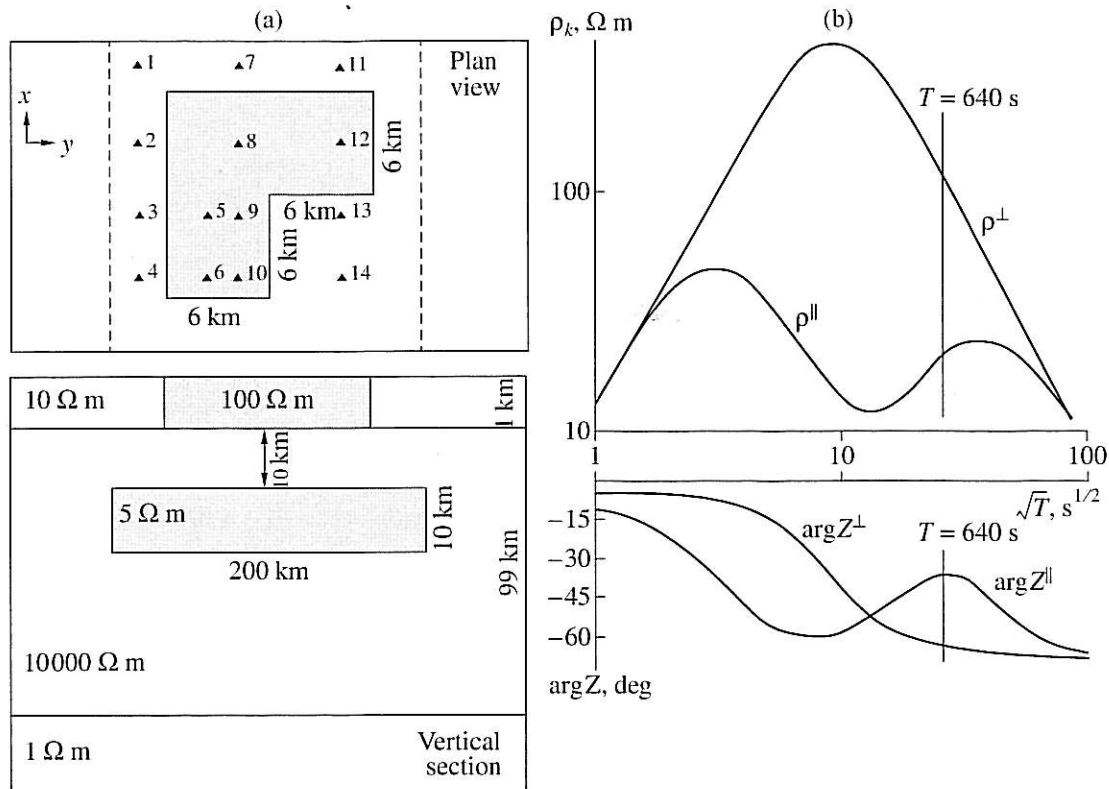 (a)
Plan
view
x
y
1
7
11
2
8
12
6 km
3
5
9
6 km
13
6 km
4
6
10
14
6 km
10 Ω m
100 Ω m
1 km
10 km
5 Ω m
10 km
200 km
99 km
10000 Ω m
1 Ω m
Vertical
section
(b)
ρk, Ω m
T = 640 s
100
ρ⊥
ρ||
10
1
10
100
√T, s1/2
−15
argZ⊥
T = 640 s
−30
argZ||
−45
−60
argZ, deg